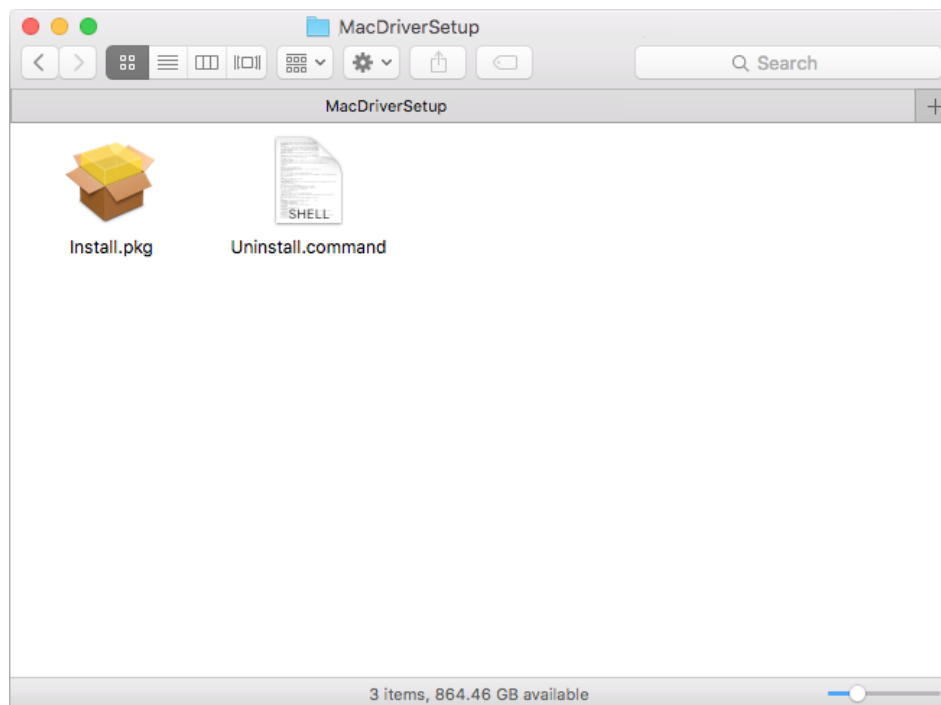 MacDriverSetup
Search
MacDriverSetup
SHELL
Install.pkg
Uninstall.command
3 items, 864.46 GB available